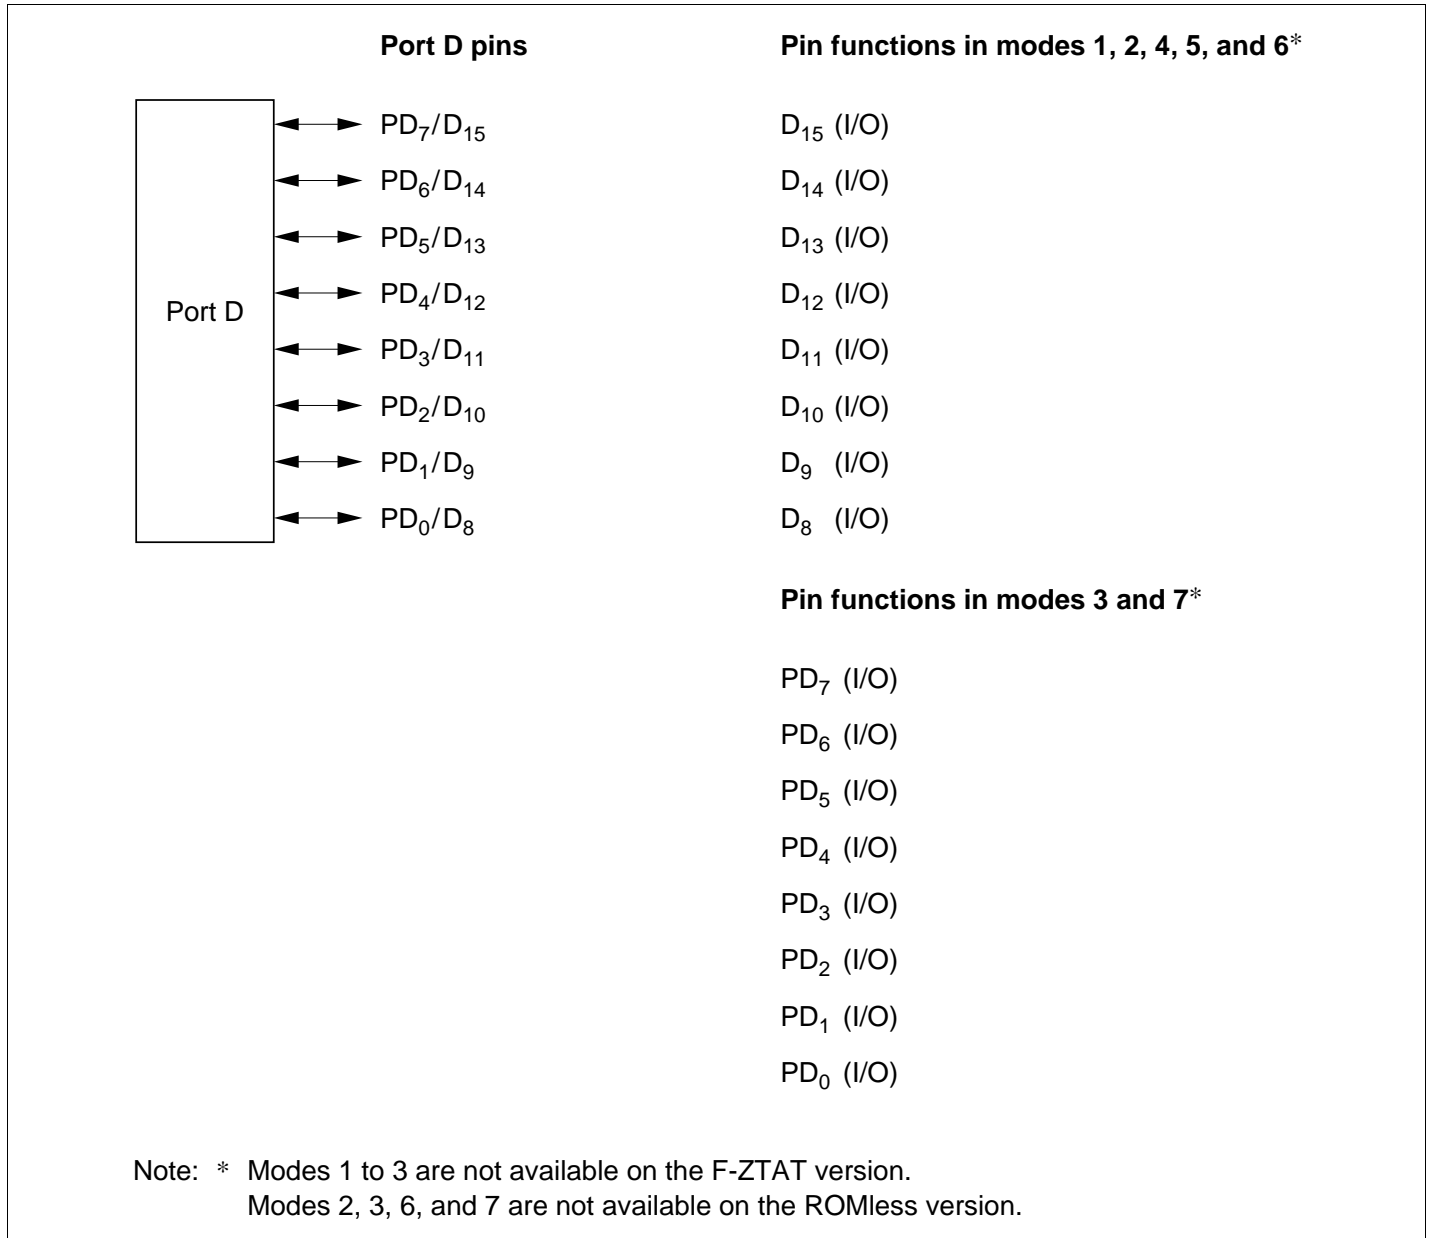 Port D pins Pin functions in modes 1, 2, 4, 5, and 6*
PD7/D15 D15 (I/O)
PD6/D14 D14 (I/O)
PD5/D13 D13 (I/O)
PD4/D12 D12 (I/O)
Port D
PD3/D11 D11 (I/O)
PD2/D10 D10 (I/O)
PD1/D9 D9 (I/O)
PD0/D8 D8 (I/O)
Pin functions in modes 3 and 7*
PD7 (I/O)
PD6 (I/O)
PD5 (I/O)
PD4 (I/O)
PD3 (I/O)
PD2 (I/O)
PD1 (I/O)
PD0 (I/O)
Note: * Modes 1 to 3 are not available on the F-ZTAT version.
Modes 2, 3, 6, and 7 are not available on the ROMless version.